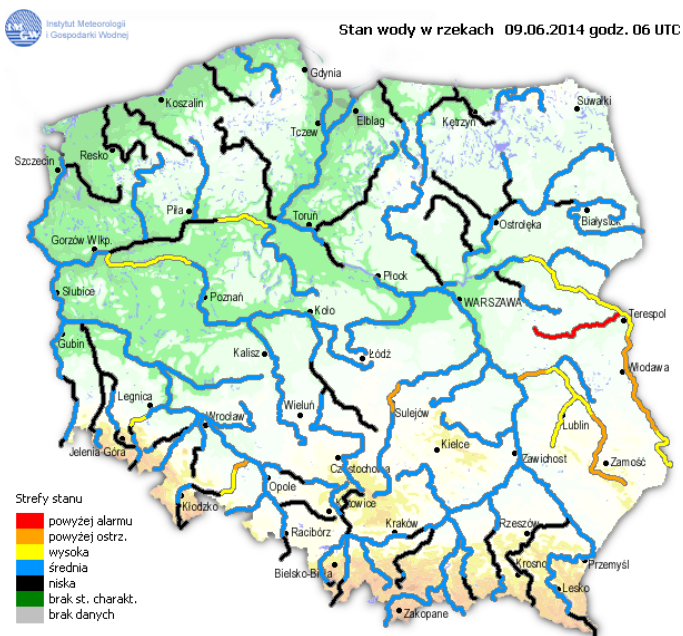 Instytut Meteorologii
i Gospodarki Wodnej
Stan wody w rzekach 09.06.2014 godz. 06 UTC
Gdynia
Koszalin
Suwałki
Elbląg
Kętrzyn
Tczew
Resko
Szczecin
Piła
Toruń
Ostrołęka
Białystok
Gorzów Wlkp.
Płock
Słubice
Poznań
WARSZAWA
Koło
Terespol
Gubin
Kalisz
Łódź
Włodawa
Legnica
Wrocław
Wieluń
Sulejów
Lublin
Jelenia Góra
Kielce
Zawichost
Zamość
Częstochowa
Opole
Kłodzko
Katowice
Racibórz
Kraków
Rzeszów
Przemyśl
Bielsko-Biała
Krosno
Lesko
Zakopane
Strefy stanu
powyżej alarmu
powyżej ostrz.
wysoka
średnia
niska
brak st. charakt.
brak danych